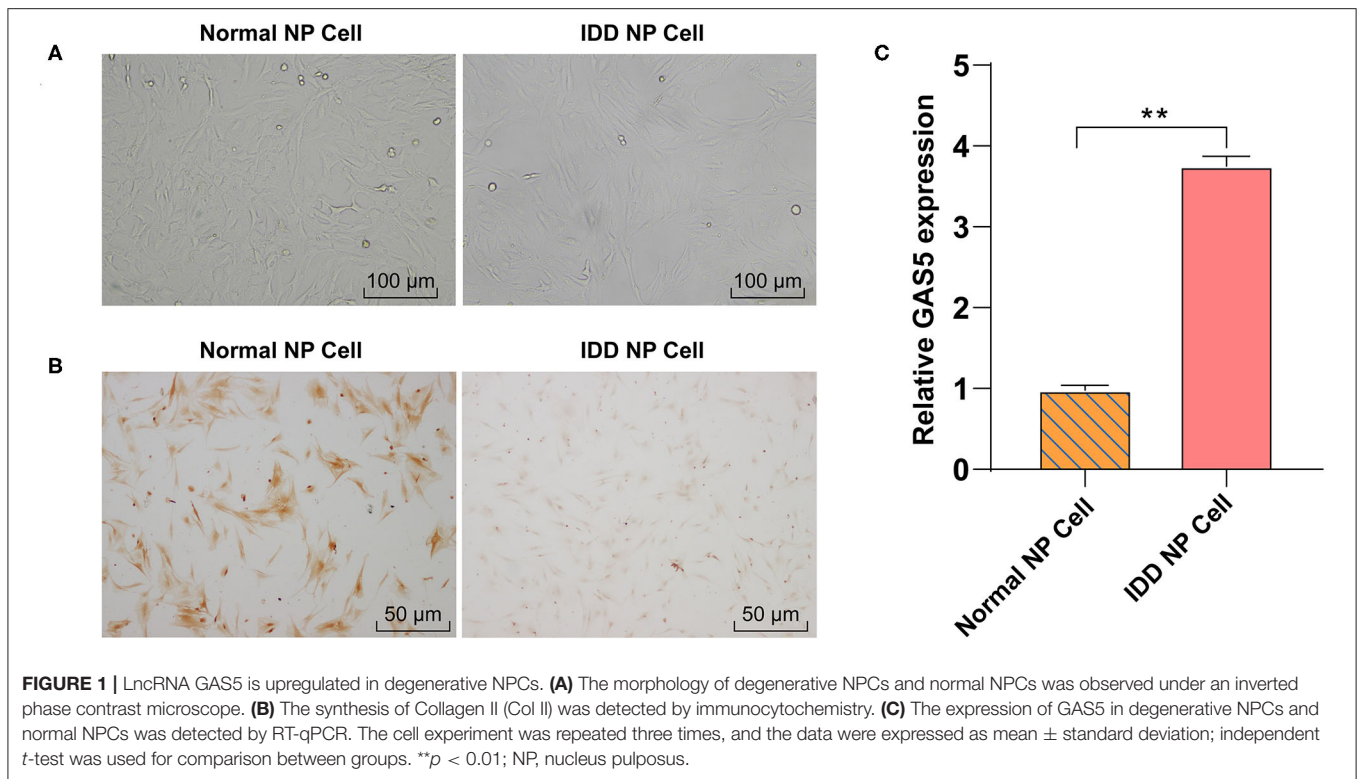 A
Normal NP Cell
IDD NP Cell
100 µm
100 µm
B
Normal NP Cell
IDD NP Cell
50 µm
50 µm
C
Relative GAS5 expression
5
4
3
2
1
0
**
Normal NP Cell
IDD NP Cell
FIGURE 1 | LncRNA GAS5 is upregulated in degenerative NPCs. (A) The morphology of degenerative NPCs and normal NPCs was observed under an inverted
phase contrast microscope. (B) The synthesis of Collagen II (Col II) was detected by immunocytochemistry. (C) The expression of GAS5 in degenerative NPCs and
normal NPCs was detected by RT-qPCR. The cell experiment was repeated three times, and the data were expressed as mean ± standard deviation; independent
t-test was used for comparison between groups. **p < 0.01; NP, nucleus pulposus.